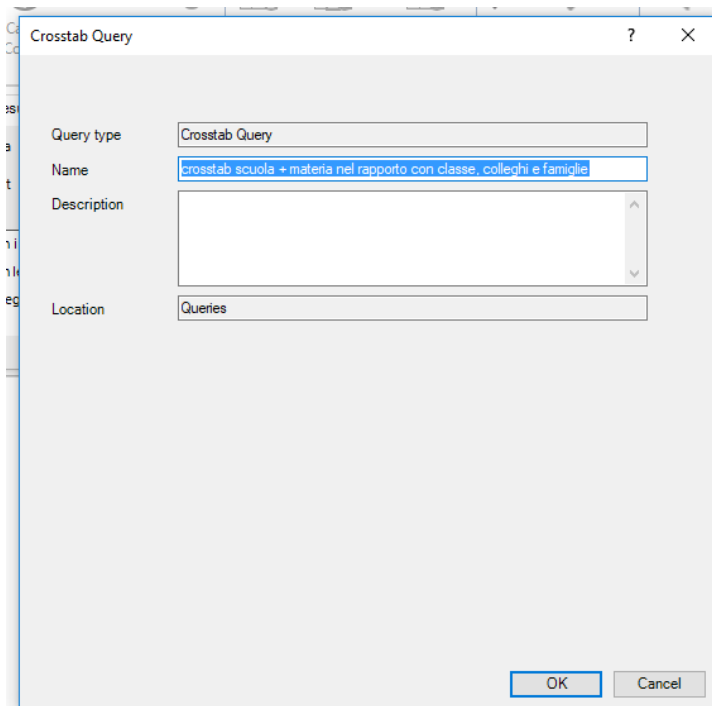 Crosstab Query
Query type
Crosstab Query
Name
crosstab scuola + materia nel rapporto con classe, colleghi e famiglie
Description
Location
Queries
OK
Cancel